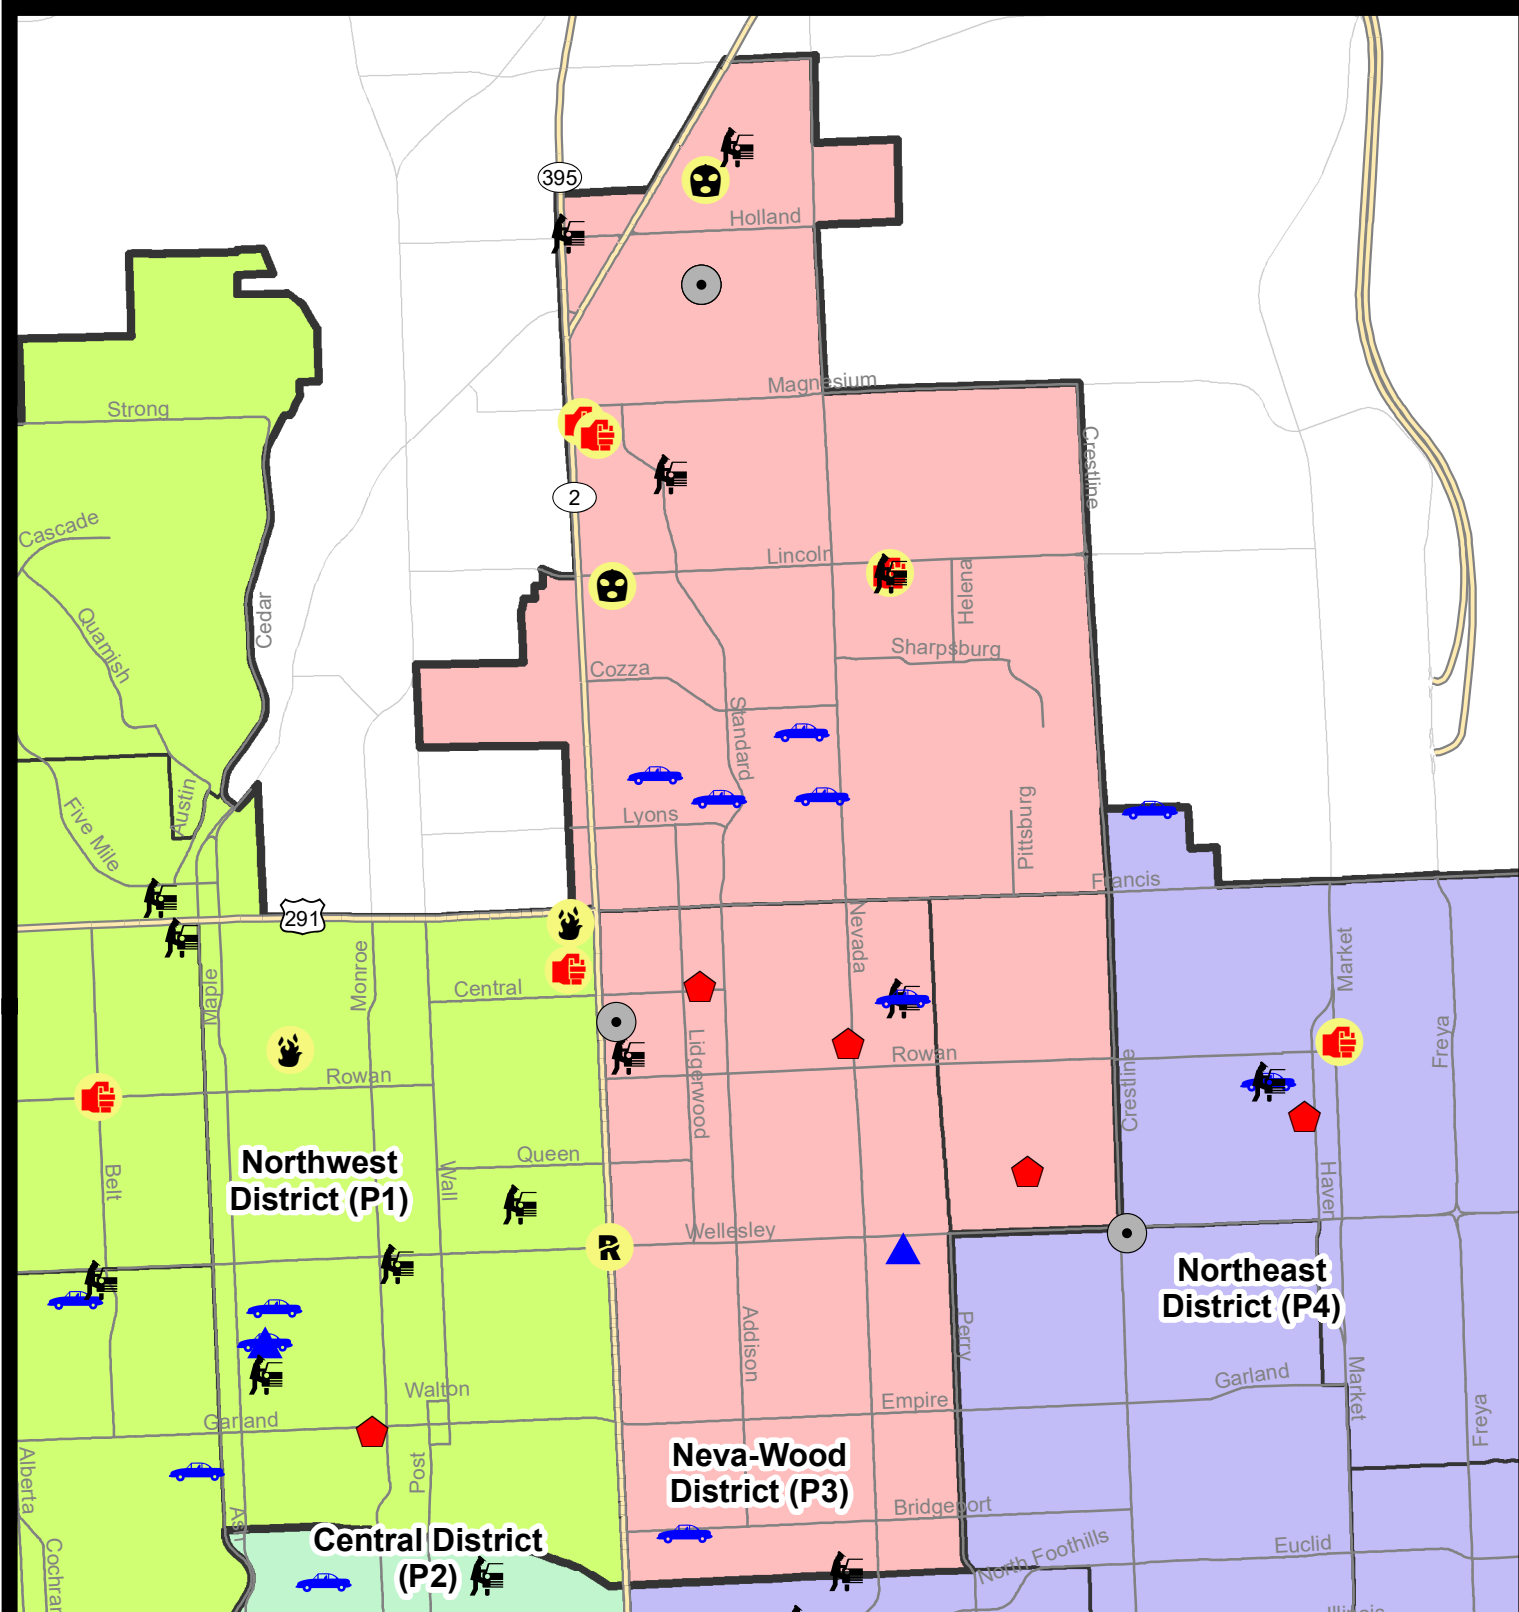 395
Holland
Magnesium
Strong
Crestline
2
Cascade
Lincoln
Helena
Cedar
Quamish
Sharpsburg
Cozza
Standard
Austin
Five Mile
Lyons
Pittsburg
Francis
291
Nevada
Market
Monroe
Maple
Central
Freya
Lidgerwood
Rowan
Crestline
Rowan
Northwest
District (P1)
Belt
Wall
Queen
Haven
Wellesley
Northeast
District (P4)
Addison
Perry
Garland
Market
Walton
Empire
Freya
Garland
Neva-Wood
District (P3)
Alberta
Post
Ash
Bridgeport
Central District
(P2)
North Foothills
Euclid